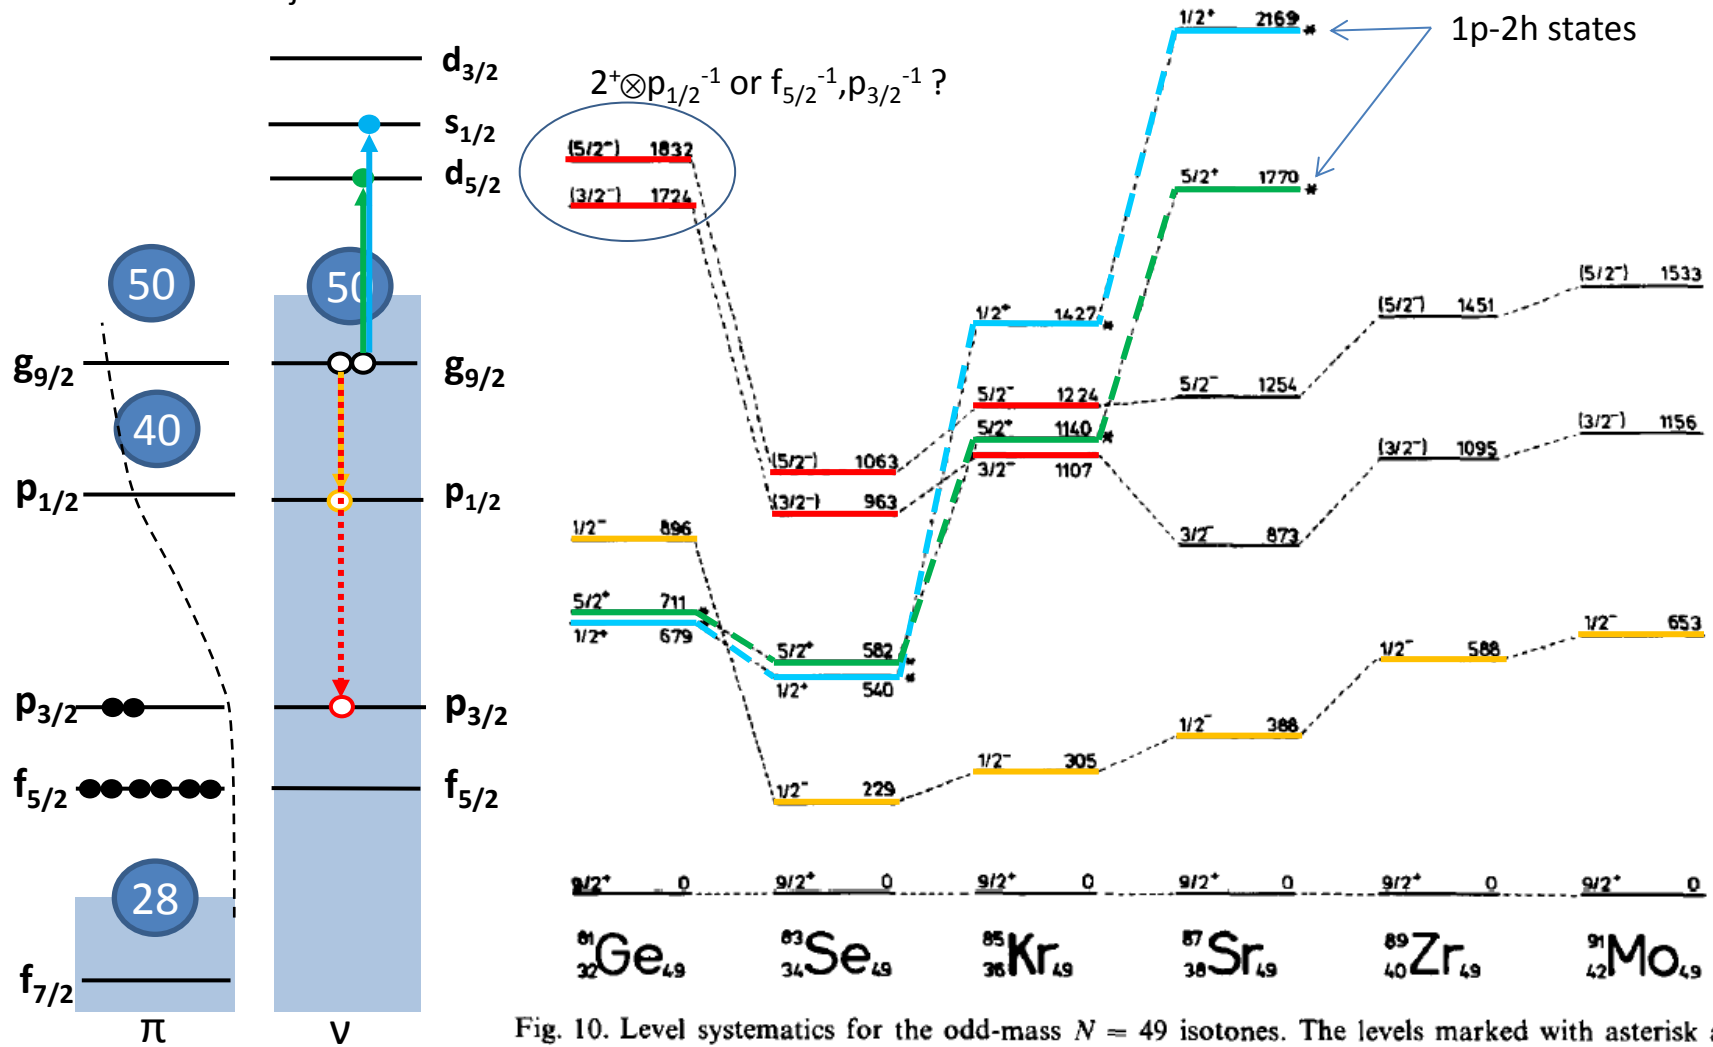 d3/2
1/2+ 2169 *
1p-2h states
2+⊗p1/2-1 or f5/2-1,p3/2-1 ?
s1/2
(5/2-) 1832
d5/2
5/2+ 1770 *
(3/2-) 1724
50
50
(5/2-) 1533
(5/2-) 1451
1/2+ 1427 *
g9/2
g9/2
5/2- 1224
5/2- 1254
40
5/2+ 1140 *
(3/2-) 1156
(3/2-) 1095
(5/2-) 1063
3/2- 1107
p1/2
p1/2
(3/2-) 963
1/2- 896
3/2- 873
5/2+ 711 *
1/2+ 679
1/2- 653
5/2+ 582 *
1/2- 588
1/2+ 540 *
p3/2
p3/2
1/2- 388
1/2- 305
f5/2
f5/2
1/2- 229
28
9/2+ 0
9/2+ 0
9/2+ 0
9/2+ 0
9/2+ 0
9/2+ 0
81 32Ge49
83 34Se49
85 36Kr49
87 38Sr49
89 40Zr49
91 42Mo49
f7/2
π
ν
Fig. 10. Level systematics for the odd-mass N = 49 isotones. The levels marked with asterisk